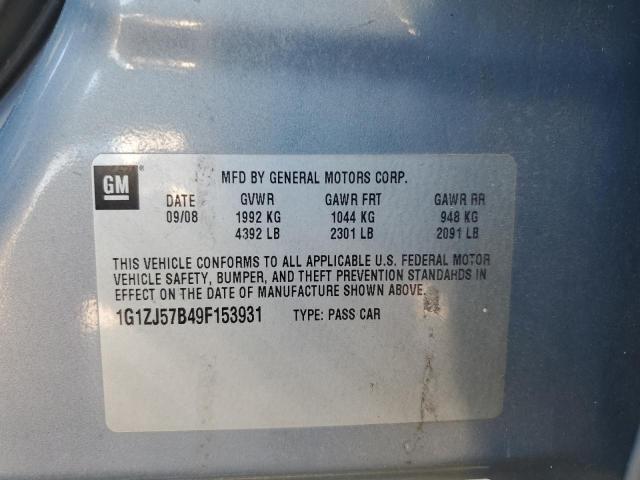 GM
MFD BY GENERAL MOTORS CORP.
DATE GVWR GAWR FRT GAWR RR
09/08 1992 KG 1044 KG 948 KG
4392 LB 2301 LB 2091 LB
THIS VEHICLE CONFORMS TO ALL APPLICABLE U.S. FEDERAL MOTOR
VEHICLE SAFETY, BUMPER, AND THEFT PREVENTION STANDARDS IN
EFFECT ON THE DATE OF MANUFACTURE SHOWN ABOVE.
1G1ZJ57B49F153931 TYPE: PASS CAR